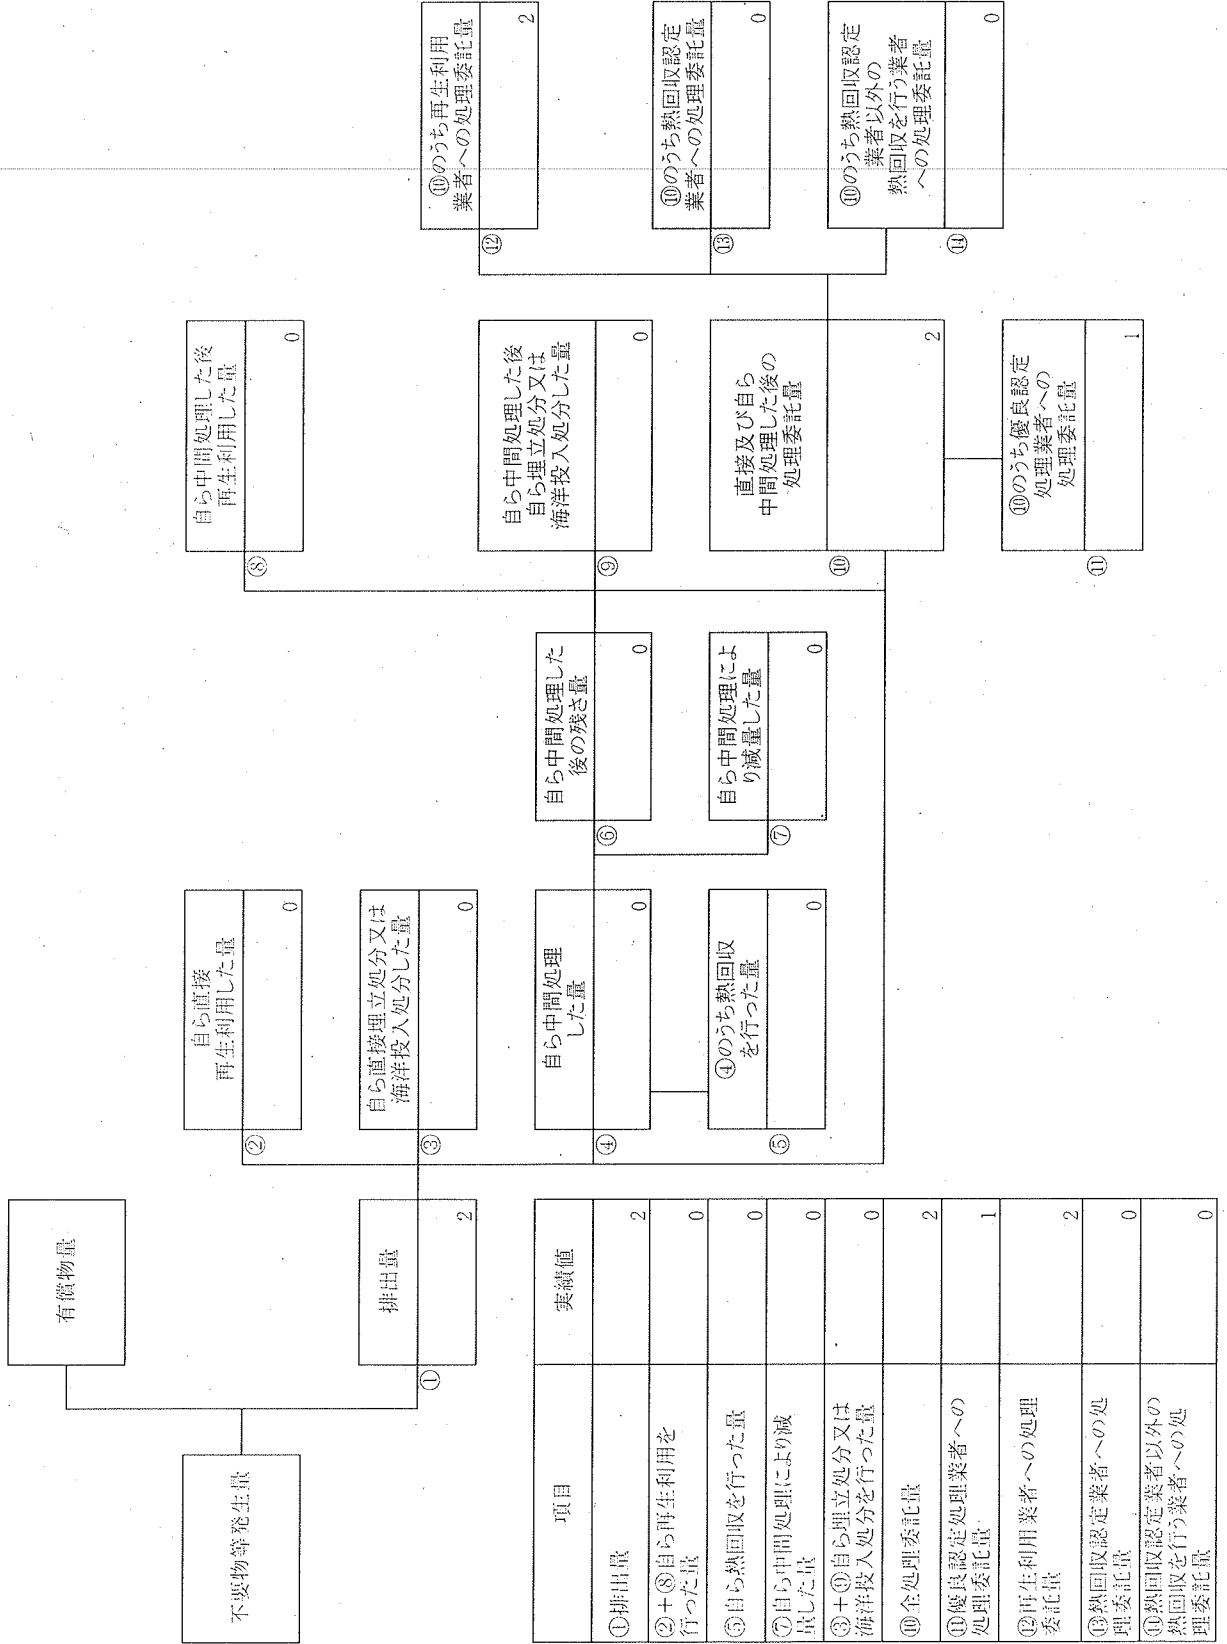 不要物等発生量
有償物量
①
排出量
2
②
自ら直接
再生利用した量
0
③
自ら直接埋立処分又は
海洋投入処分した量
0
④
自ら中間処理
した量
0
⑤
④のうち熱回収
を行った量
0
⑥
自ら中間処理した
後の残さ量
0
⑦
自ら中間処理によ
り減量した量
0
⑧
自ら中間処理した後
再生利用した量
0
⑨
自ら中間処理した後
自ら埋立処分又は
海洋投入処分した量
0
⑩
直接及び自ら
中間処理した後の
処理委託量
2
⑪
⑩のうち優良認定
処理業者への
処理委託量
1
⑫
⑩のうち再生利用
業者への処理委託量
2
⑬
⑩のうち熱回収認定
業者への処理委託量
0
⑭
⑩のうち熱回収認定
業者以外の
熱回収を行う業者
への処理委託量
0
項目 実績値
①排出量 2
②+⑧自ら再生利用を
行った量 0
⑤自ら熱回収を行った量 0
⑦自ら中間処理により減
量した量 0
③+⑨自ら埋立処分又は
海洋投入処分を行った量 0
⑩全処理委託量 2
⑪優良認定処理業者への
処理委託量 1
⑫再生利用業者への処理
委託量 2
⑬熱回収認定業者への処
理委託量 0
⑭熱回収認定業者以外の
熱回収を行う業者への処
理委託量 0